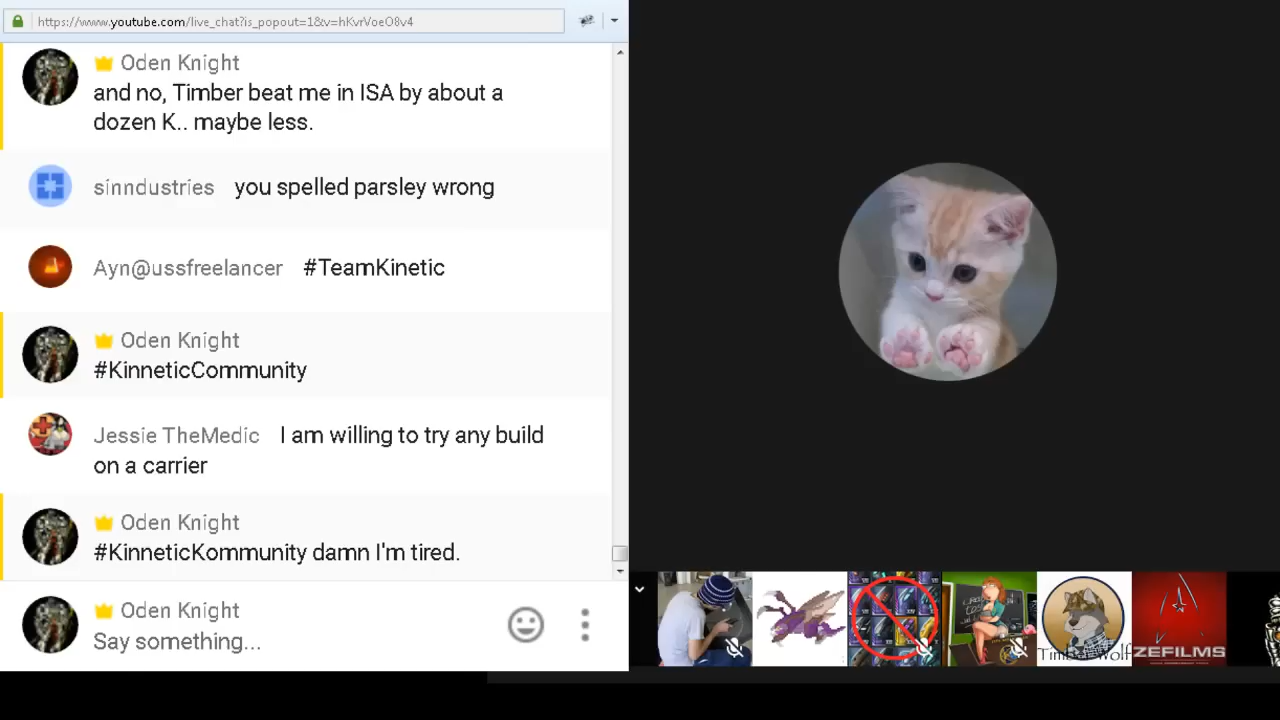 https://www.youtube.com/live_chat?is_popout=1&v=hKvrVoeO8v4
Oden Knight
and no, Timber beat me in ISA by about a
dozen K.. maybe less.
sinndustries you spelled parsley wrong
Ayn@ussfreelancer #TeamKinetic
Oden Knight
#KinneticCommunity
Jessie TheMedic I am willing to try any build
on a carrier
Oden Knight
#KinneticKommunity damn I'm tired.
Oden Knight
Say something...
Timber Wolf
ZEFILMS